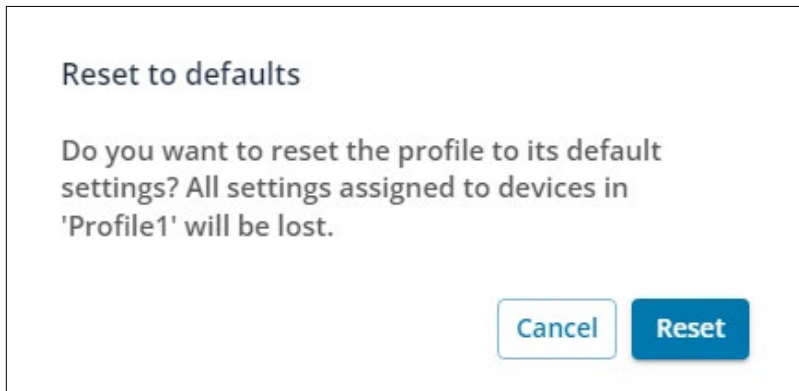 Reset to defaults
Do you want to reset the profile to its default
settings? All settings assigned to devices in
'Profile1' will be lost.
Cancel Reset